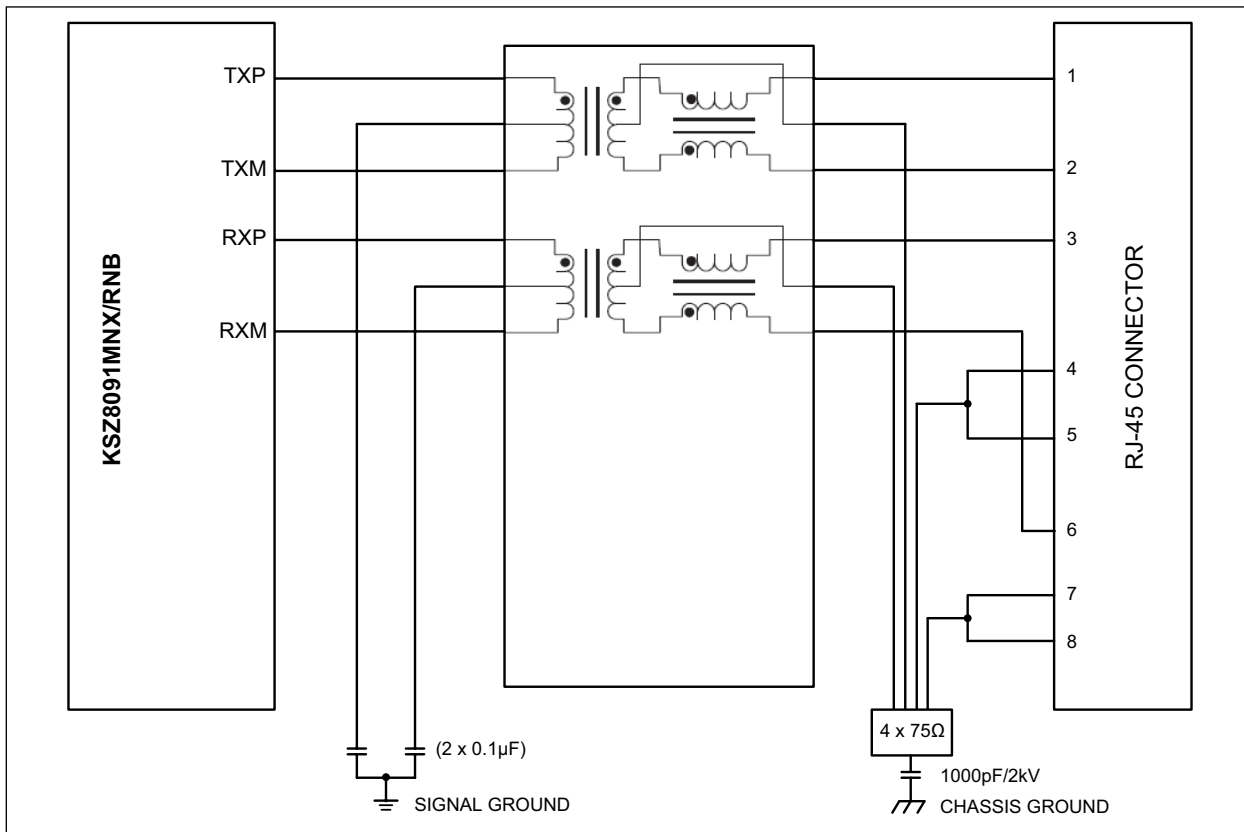 KSZ8091MNX/RNB
TXP
TXM
RXP
RXM
1
2
3
4
5
6
7
8
RJ-45 CONNECTOR
(2 x 0.1µF)
SIGNAL GROUND
4 x 75Ω
1000pF/2kV
CHASSIS GROUND